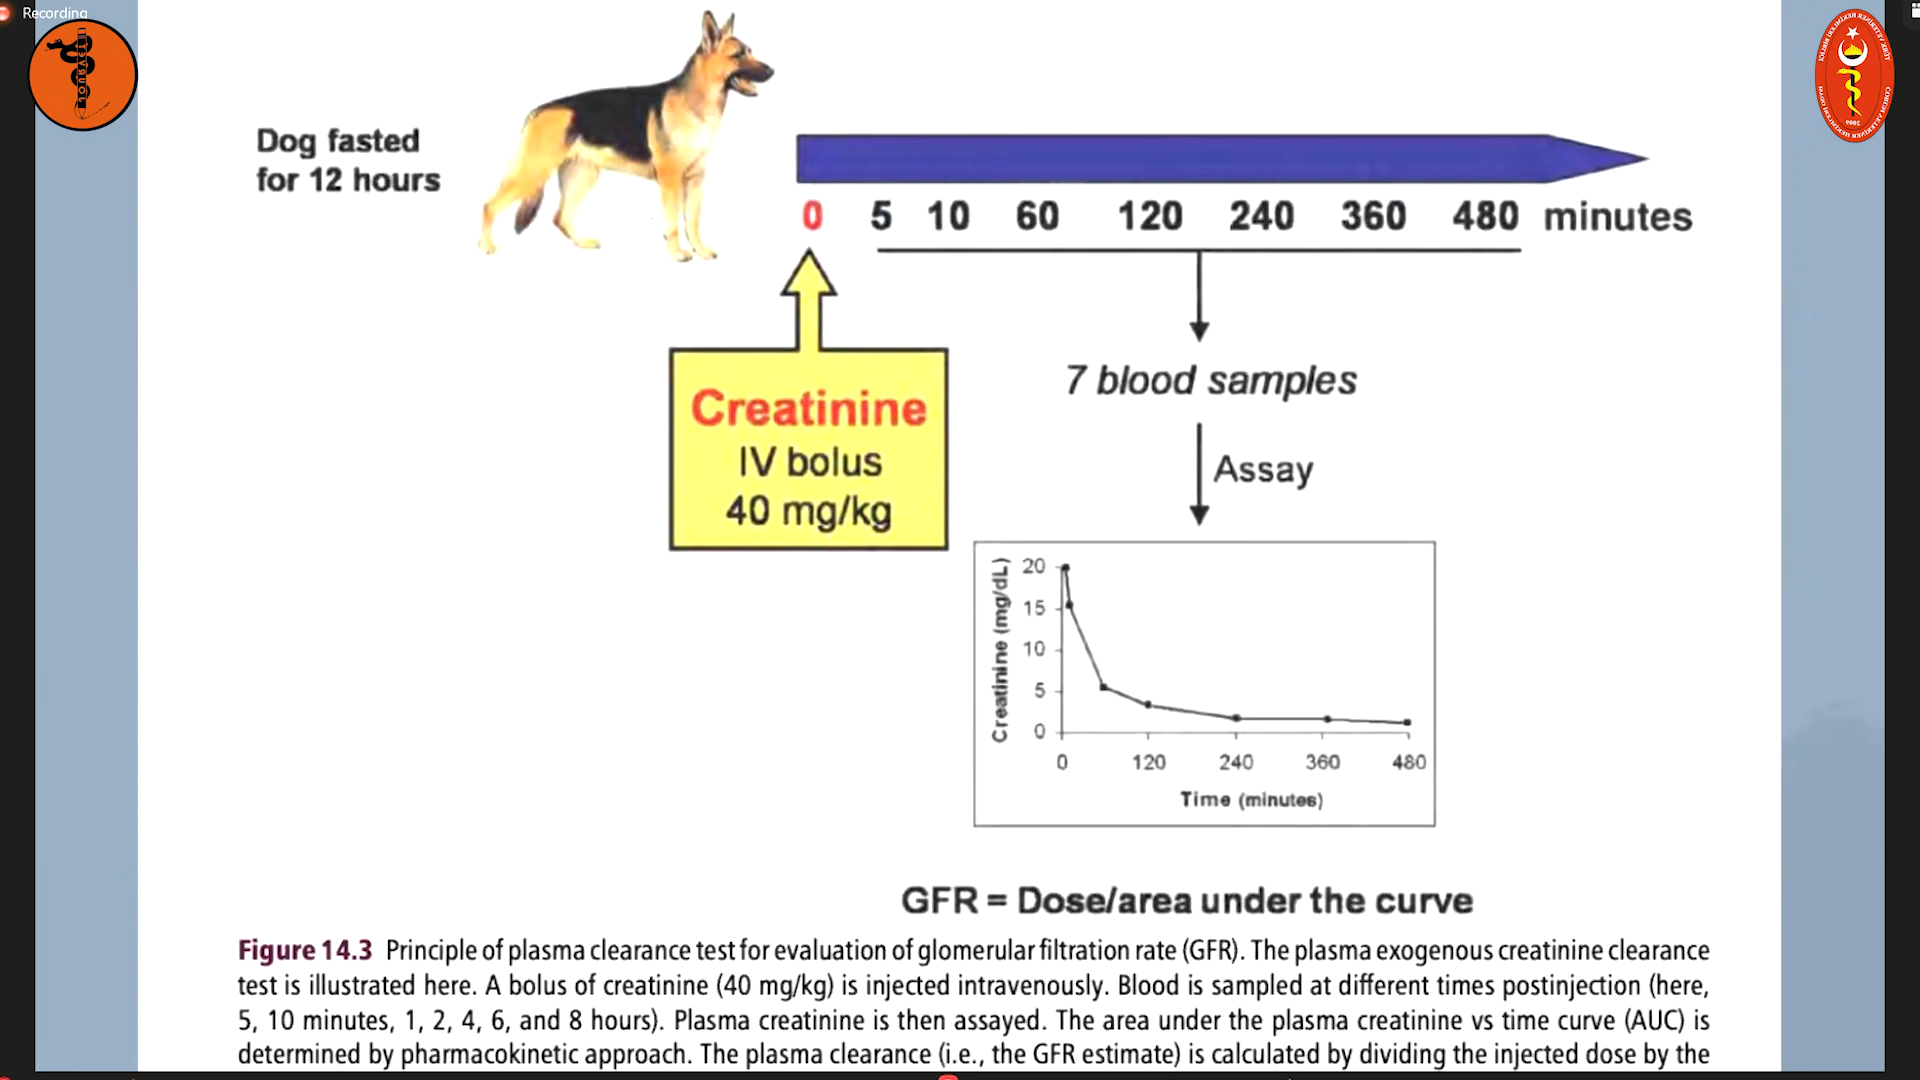 Recording
Dog fasted
for 12 hours
0 5 10 60 120 240 360 480 minutes
7 blood samples
Creatinine
IV bolus
40 mg/kg
Assay
Creatinine (mg/dL)
20
15
10
5
0
0 120 240 360 480
Time (minutes)
GFR = Dose/area under the curve
Figure 14.3 Principle of plasma clearance test for evaluation of glomerular filtration rate (GFR). The plasma exogenous creatinine clearance
test is illustrated here. A bolus of creatinine (40 mg/kg) is injected intravenously. Blood is sampled at different times postinjection (here,
5, 10 minutes, 1, 2, 4, 6, and 8 hours). Plasma creatinine is then assayed. The area under the plasma creatinine vs time curve (AUC) is
determined by pharmacokinetic approach. The plasma clearance (i.e., the GFR estimate) is calculated by dividing the injected dose by the